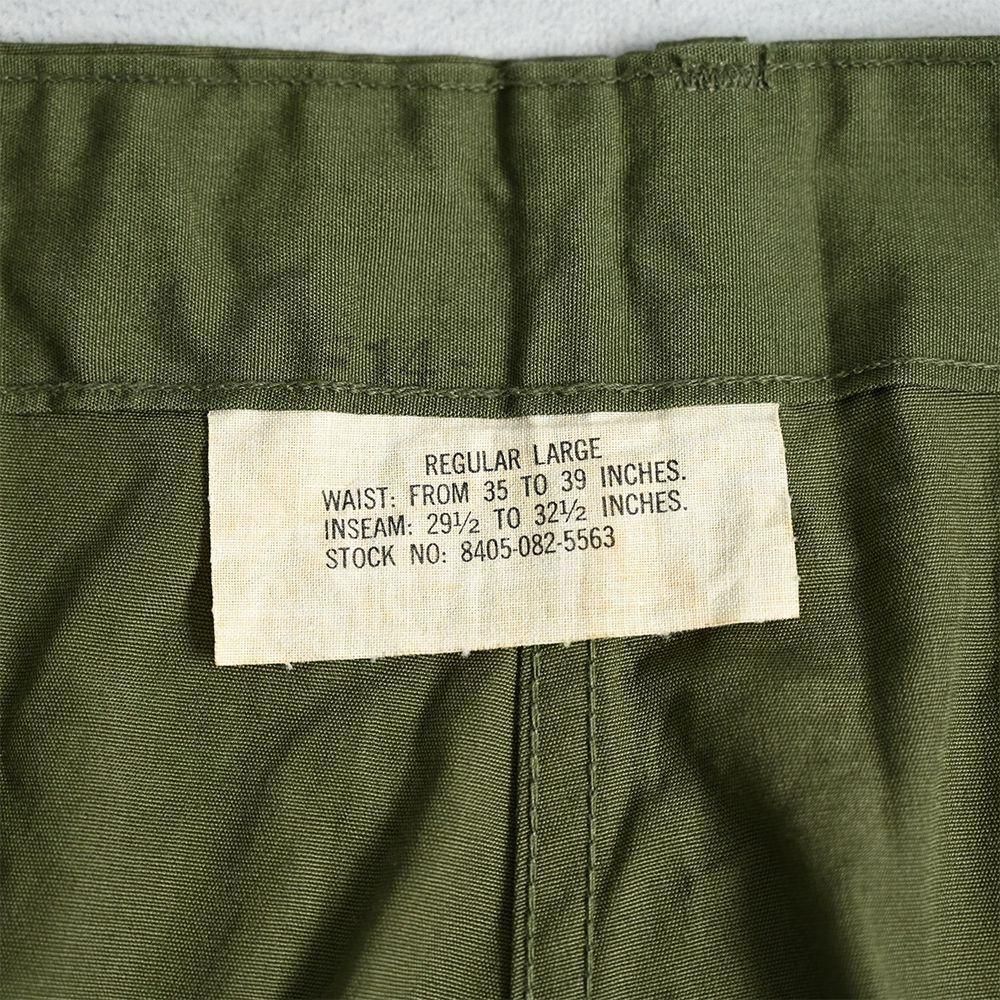 14
REGULAR LARGE
WAIST: FROM 35 TO 39 INCHES.
INSEAM: 29½ TO 32½ INCHES.
STOCK NO: 8405-082-5563